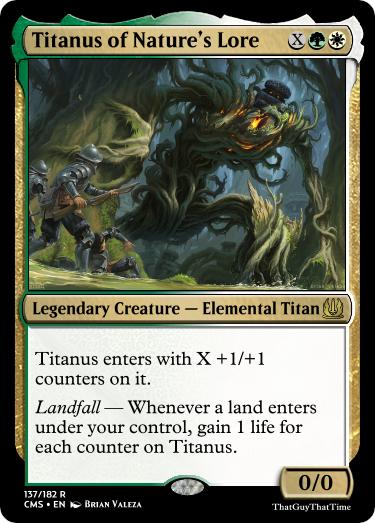 Titanus of Nature's Lore X
Legendary Creature — Elemental Titan
Titanus enters with X +1/+1
counters on it.
Landfall — Whenever a land enters
under your control, gain 1 life for
each counter on Titanus.
0/0
137/182 R
CMS • EN Brian Valeza
ThatGuyThatTime